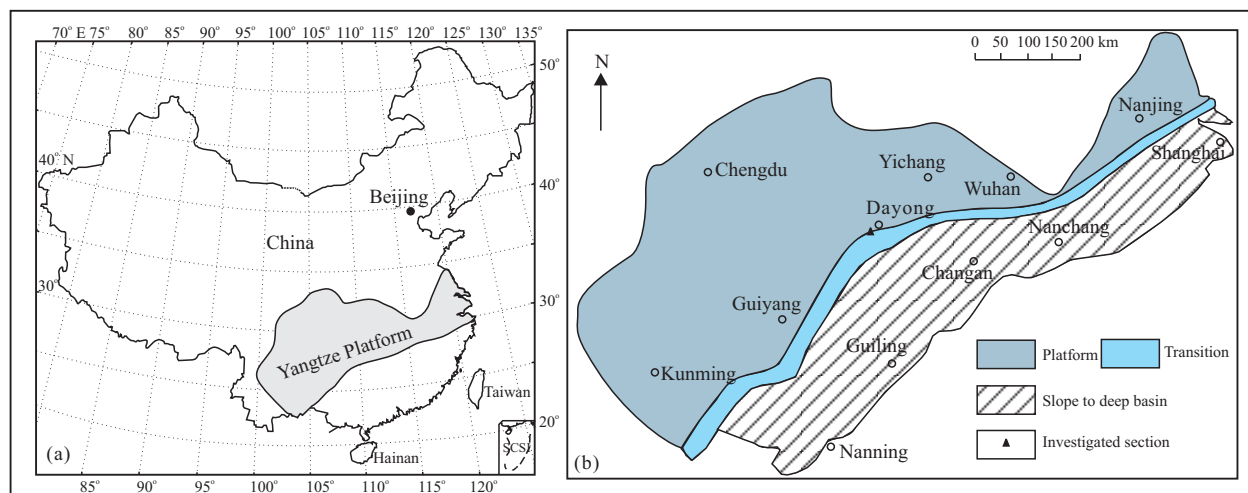 70° E 75° 80° 85° 90° 95° 100° 105° 110° 115° 120° 125° 130° 135°
50°
40° N
40°
30°
30°
20°
Beijing
China
Yangtze Platform
Taiwan
Hainan
SCSI
(a)
85° 90° 95° 100° 105° 110° 115° 120°
0 50 100 160 200 km
N
Nanjing
Shanghai
Chengdu
Yichang
Wuhan
Dayong
Nanchang
Changan
Guiyang
Guiling
Kunming
Nanning
Platform
Transition
Slope to deep basin
Investigated section
(b)